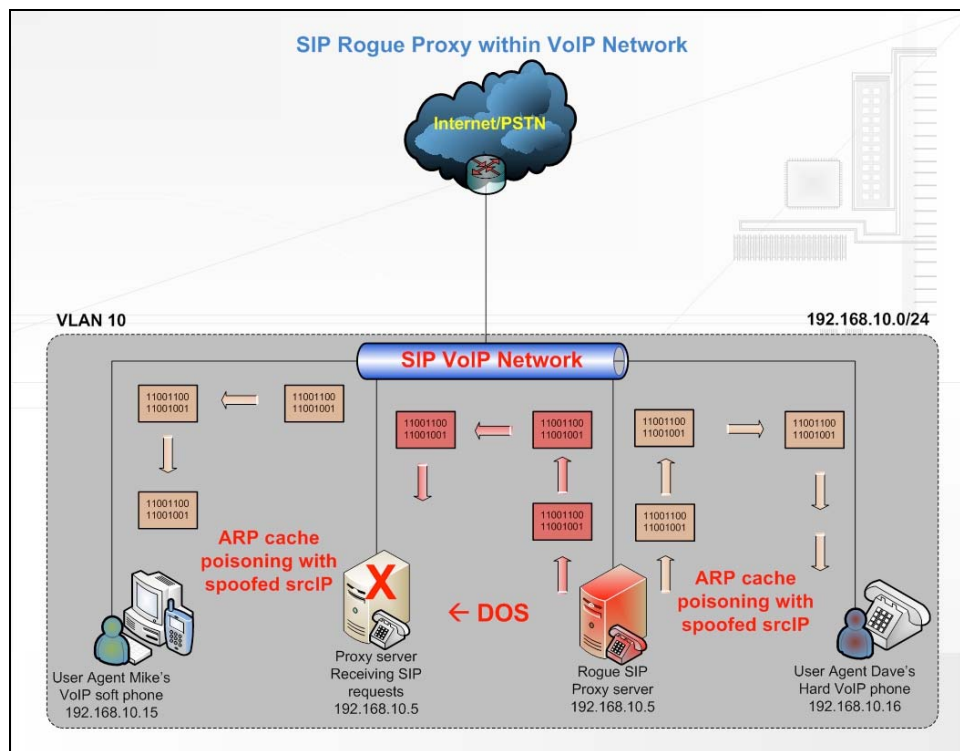 SIP Rogue Proxy within VoIP Network
Internet/PSTN
VLAN 10
192.168.10.0/24
SIP VoIP Network
11001100
11001001
11001100
11001001
11001100
11001001
11001100
11001001
11001100
11001001
11001100
11001001
11001100
11001001
11001100
11001001
11001100
11001001
ARP cache
poisoning with
spoofed srcIP
X
← DOS
ARP cache
poisoning with
spoofed srcIP
User Agent Mike's
VoIP soft phone
192.168.10.15
Proxy server
Receiving SIP
requests
192.168.10.5
Rogue SIP
Proxy server
192.168.10.5
User Agent Dave's
Hard VoIP phone
192.168.10.16